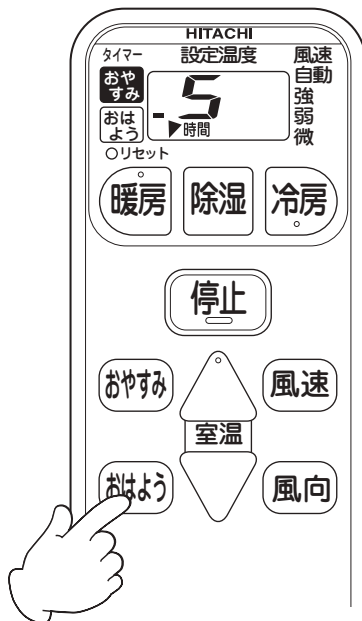 HITACHI
タイマー 設定温度 風速
おや
すみ
おは
よう
-5
時間
自動
強
弱
微
リセット
暖房 除湿 冷房
停止
おやすみ 風速
室温
おはよう 風向